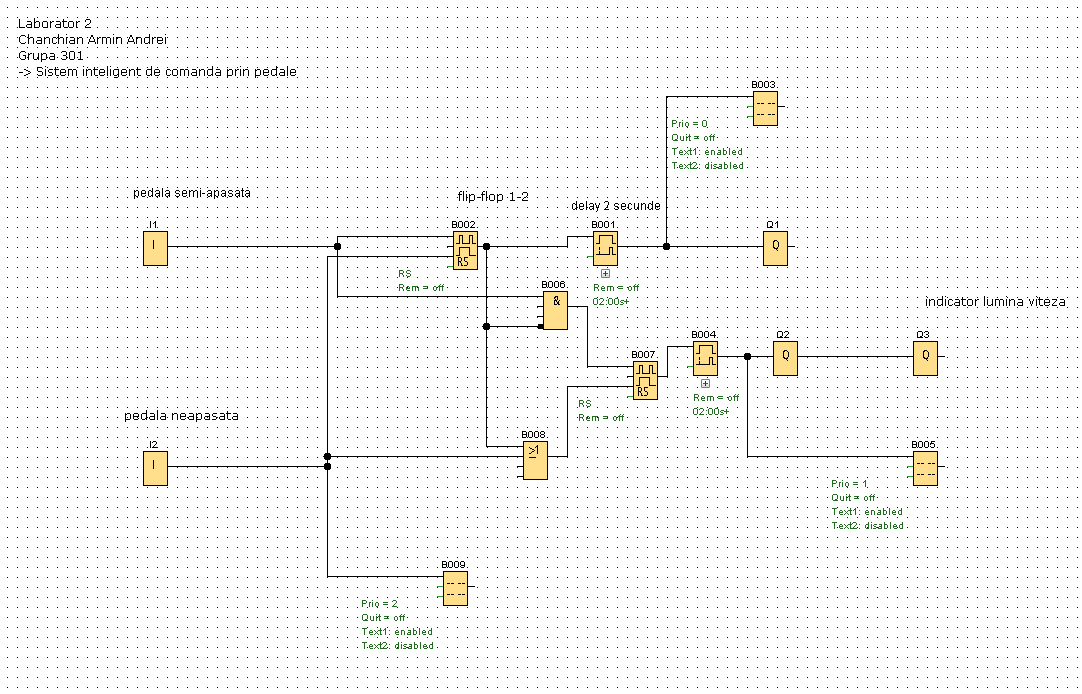 Laborator 2
Chanchian Armin Andrei
Grupa 301
-> Sistem inteligent de comanda prin pedale
B003
Prio = 0
Quit = off
Text1: enabled
Text2: disabled
pedala semi-apasata
flip-flop 1-2
delay 2 secunde
I1
I
B002
RS
RS
Rem = off
B001
Rem = off
02:00s+
Q1
Q
B006
&
indicator lumina viteza
B007
RS
RS
Rem = off
B004
Rem = off
02:00s+
Q2
Q
Q3
Q
pedala neapasata
I2
I
B008
≥1
B005
Prio = 1
Quit = off
Text1: enabled
Text2: disabled
B009
Prio = 2
Quit = off
Text1: enabled
Text2: disabled